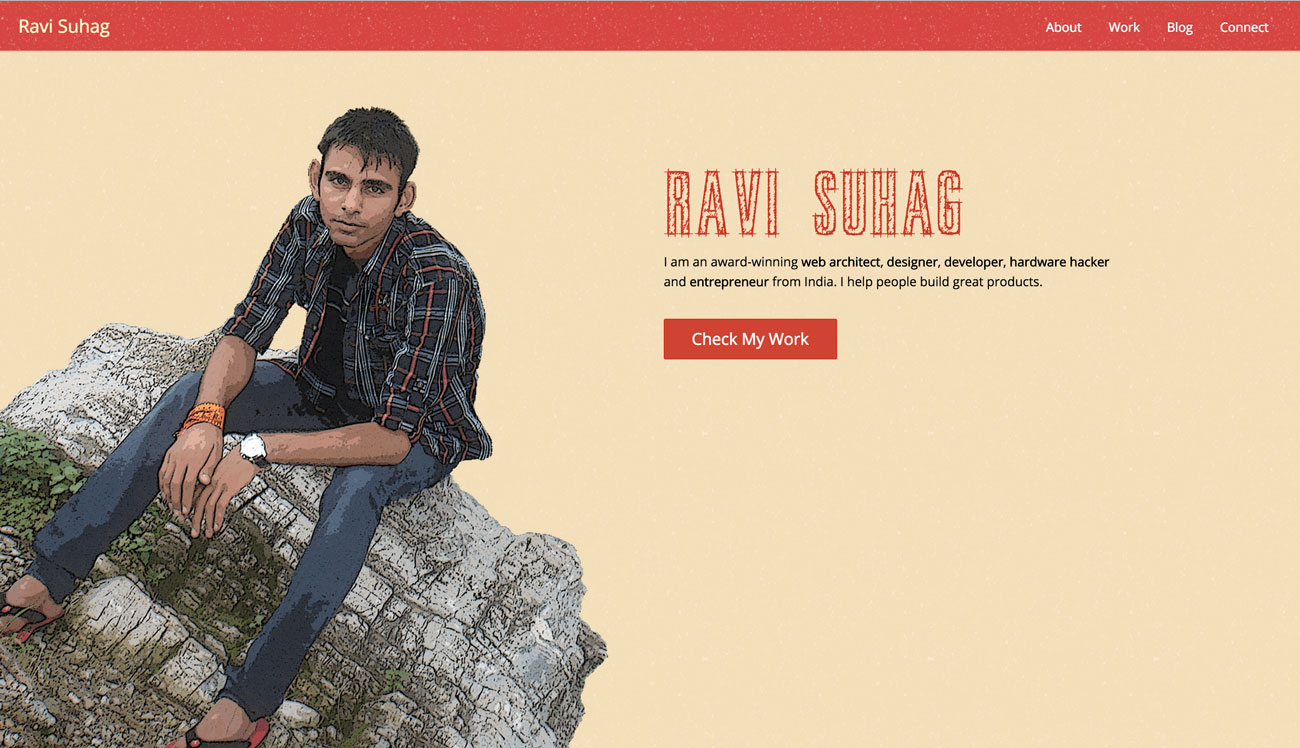 Ravi Suhag
About Work Blog Connect
RAVI SUHAG
I am an award-winning web architect, designer, developer, hardware hacker
and entrepreneur from India. I help people build great products.
Check My Work